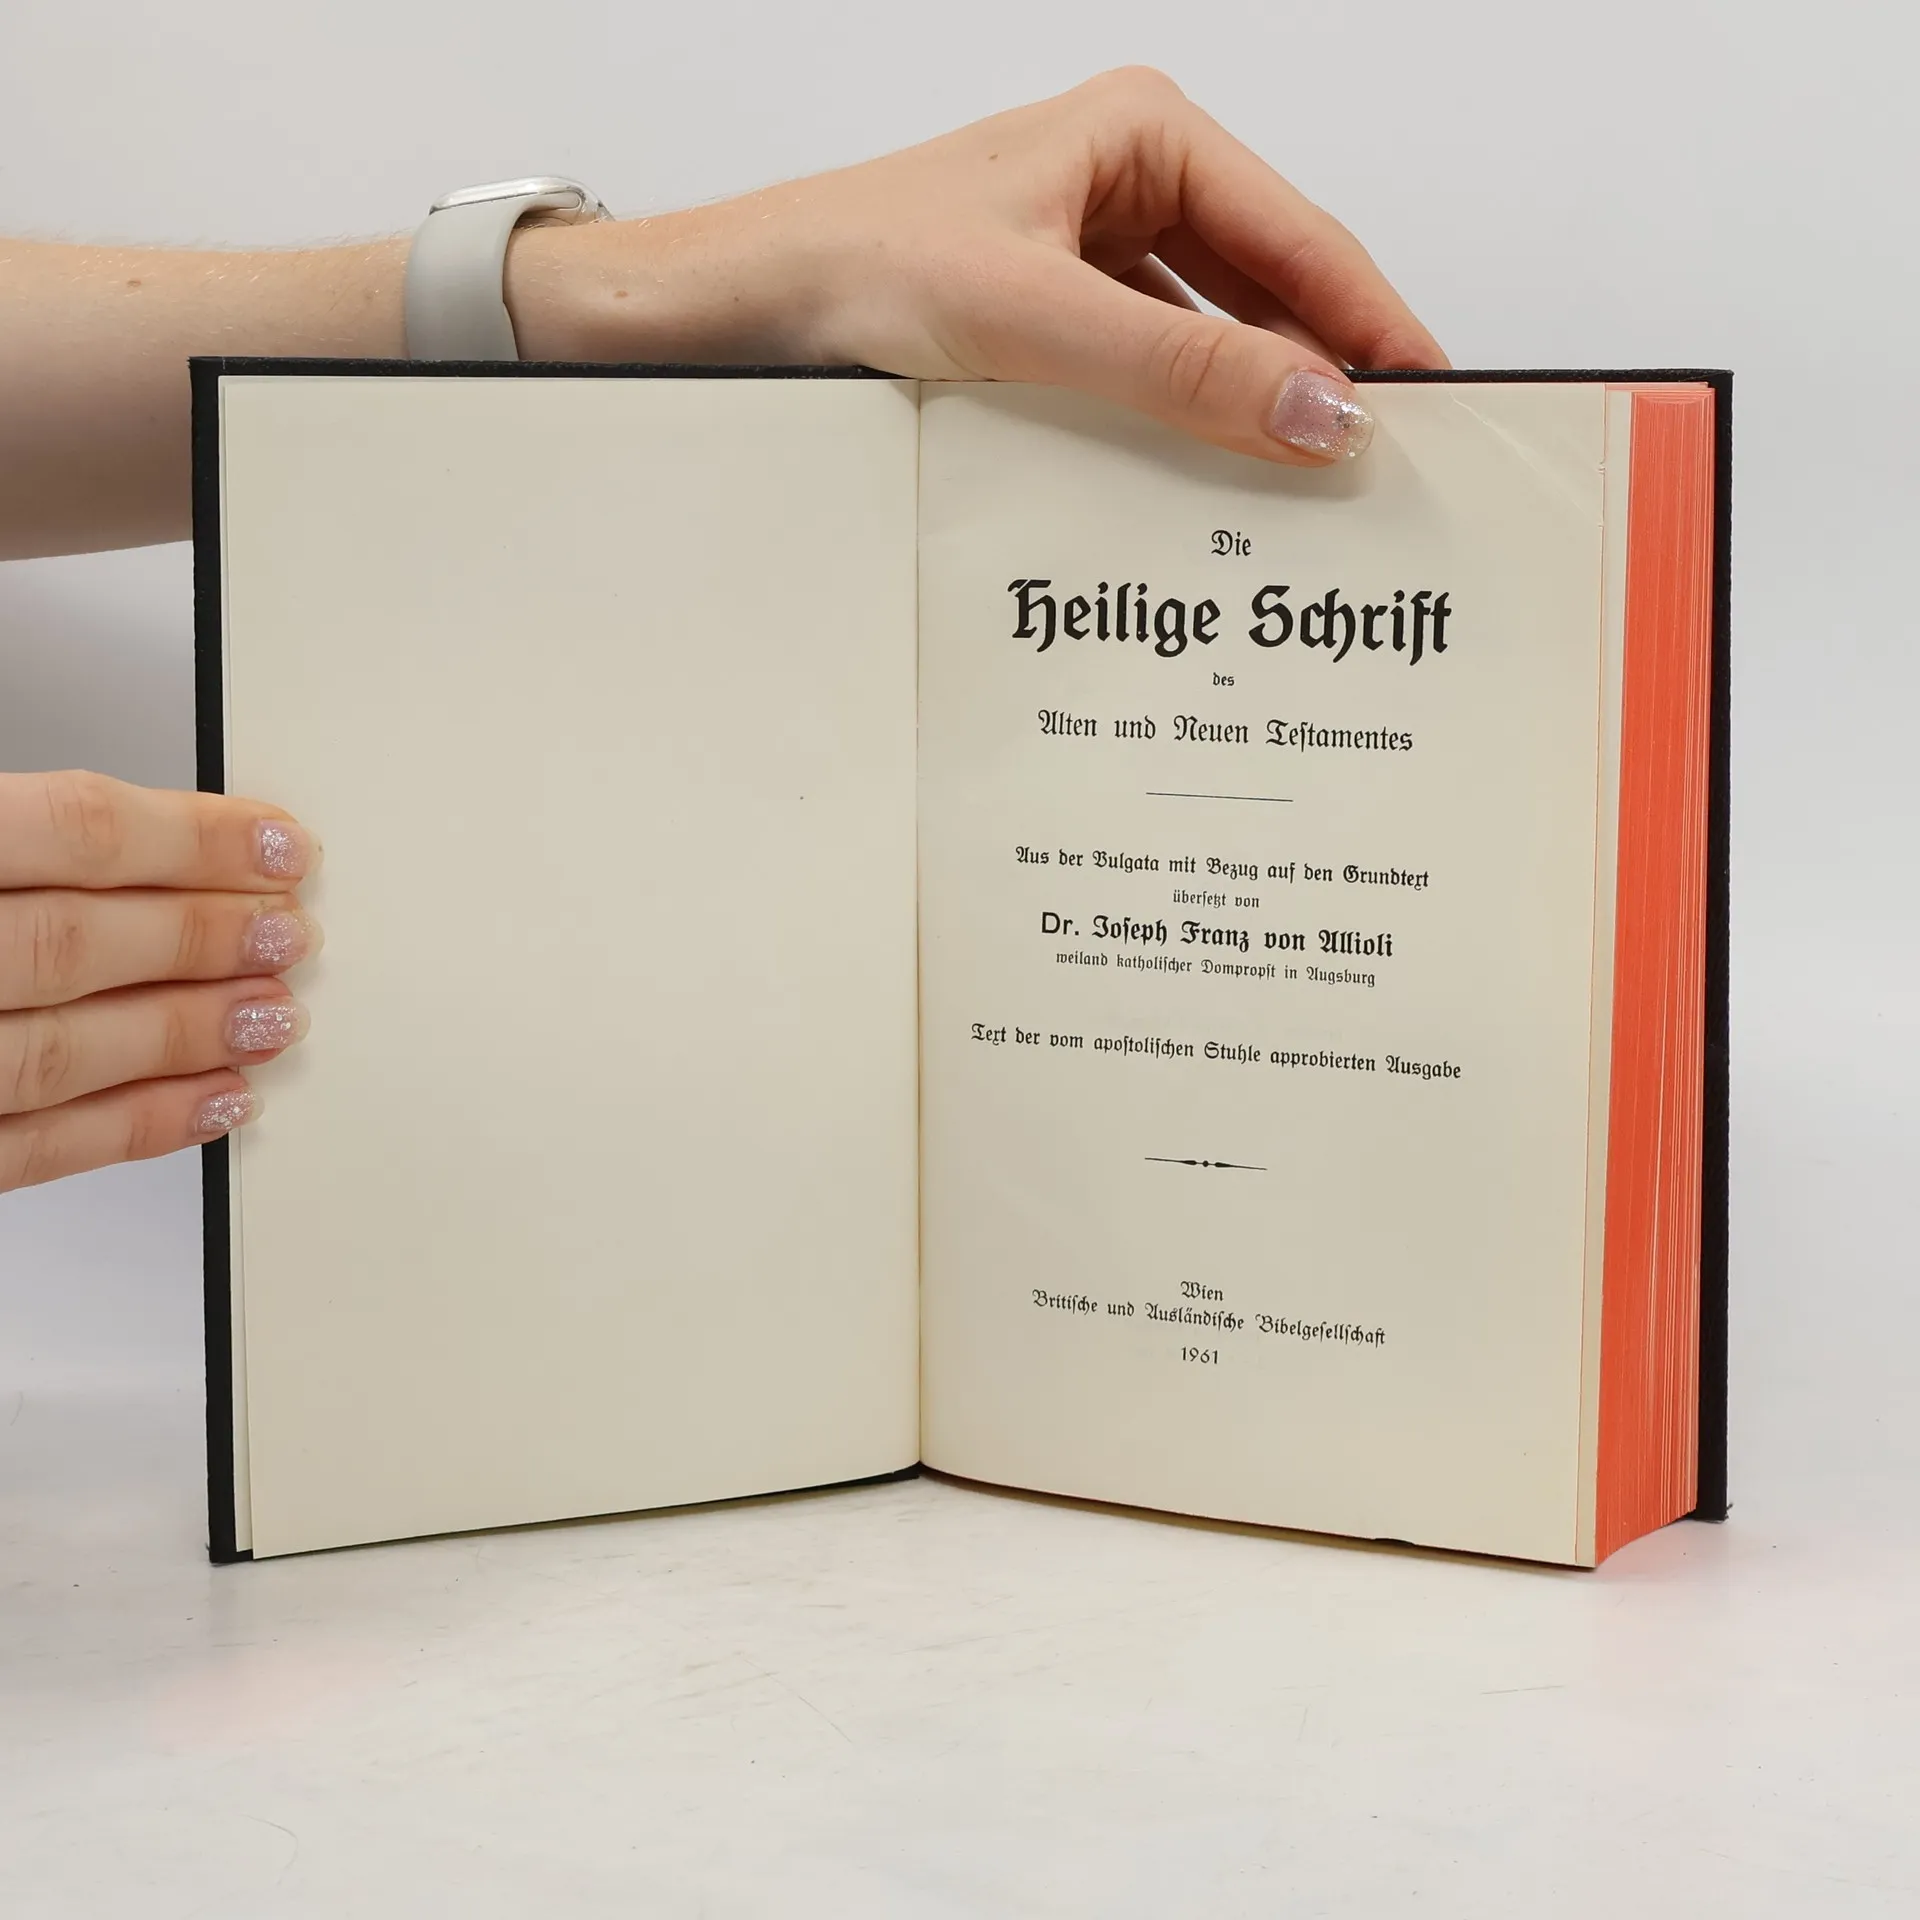 Die
Heilige Schrift
des
Alten und Neuen Testamentes
Aus der Vulgata mit Bezug auf den Grundtext
übersetzt von
Dr. Joseph Franz von Allioli
weiland katholischer Dompropst in Augsburg
Text der vom apostolischen Stuhle approbierten Ausgabe
Wien
Britische und Ausländische Bibelgesellschaft
1961